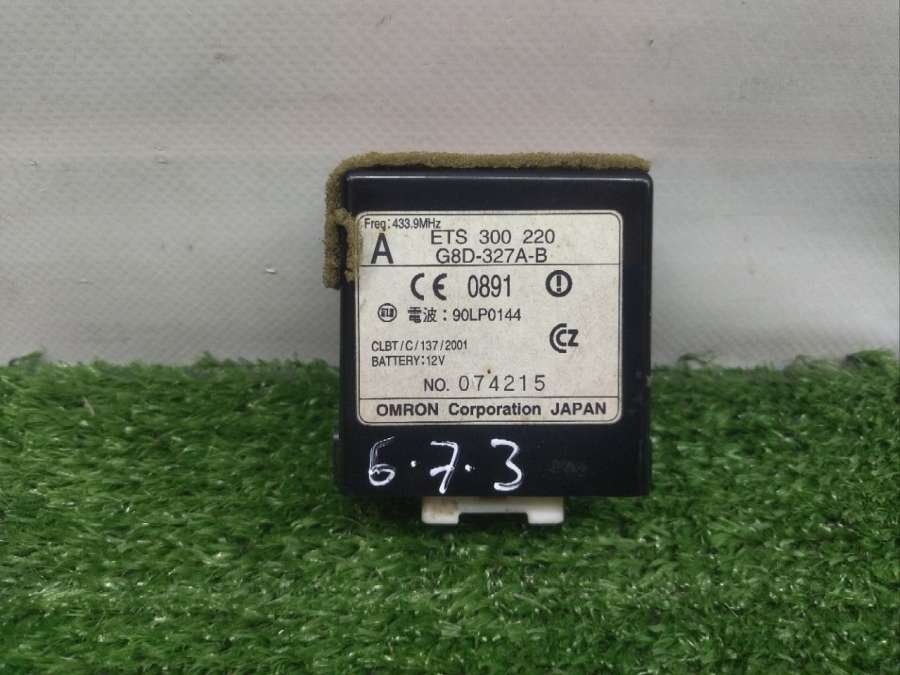 Freq:433.9MHz
A
ETS 300 220
G8D-327A-B
CE 0891
電波:90LP0144
CLBT/C/137/2001
BATTERY:12V
NO. 074215
OMRON Corporation JAPAN
6.7.3